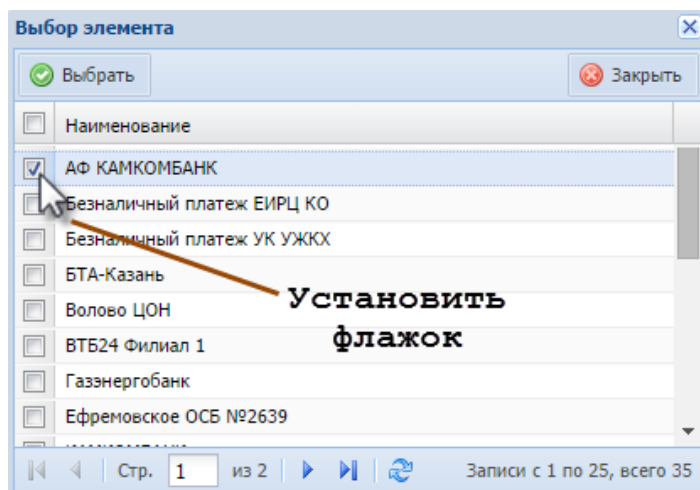 Выбор элемента
Выбрать
Закрыть
Наименование
АФ КАМКОМБАНК
Безналичный платеж ЕИРЦ КО
Безналичный платеж УК УЖКХ
БТА-Казань
Волово ЦОН
Установить
флажок
ВТБ24 Филиал 1
Газэнергобанк
Ефремовское ОСБ №2639
Стр. 1 из 2
Записи с 1 по 25, всего 35